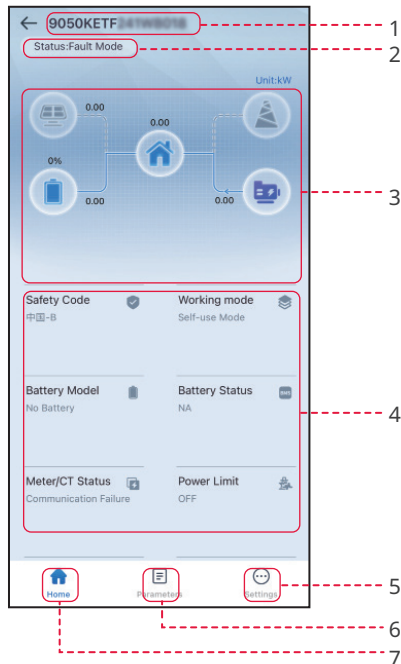 9050KETF
1
Status:Fault Mode
2
Unit:kW
0.00
0.00
0%
3
0.00
0.00
Safety Code
Working mode
中国-B
Self-use Mode
Battery Model
Battery Status
No Battery
NA
4
Meter/CT Status
Power Limit
Communication Failure
OFF
5
Home
Parameters
Settings
6
7